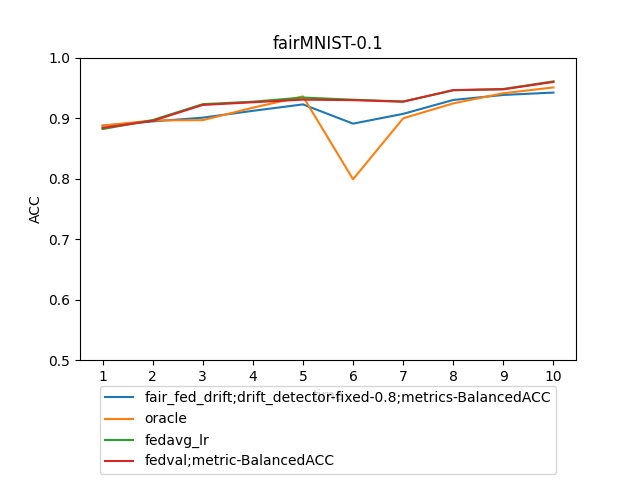 fairMNIST-0.1
1.0
0.9
0.8
0.7
0.6
0.5
ACC
1 2 3 4 5 6 7 8 9 10
fair_fed_drift;drift_detector-fixed-0.8;metrics-BalancedACC
oracle
fedavg_lr
fedval;metric-BalancedACC